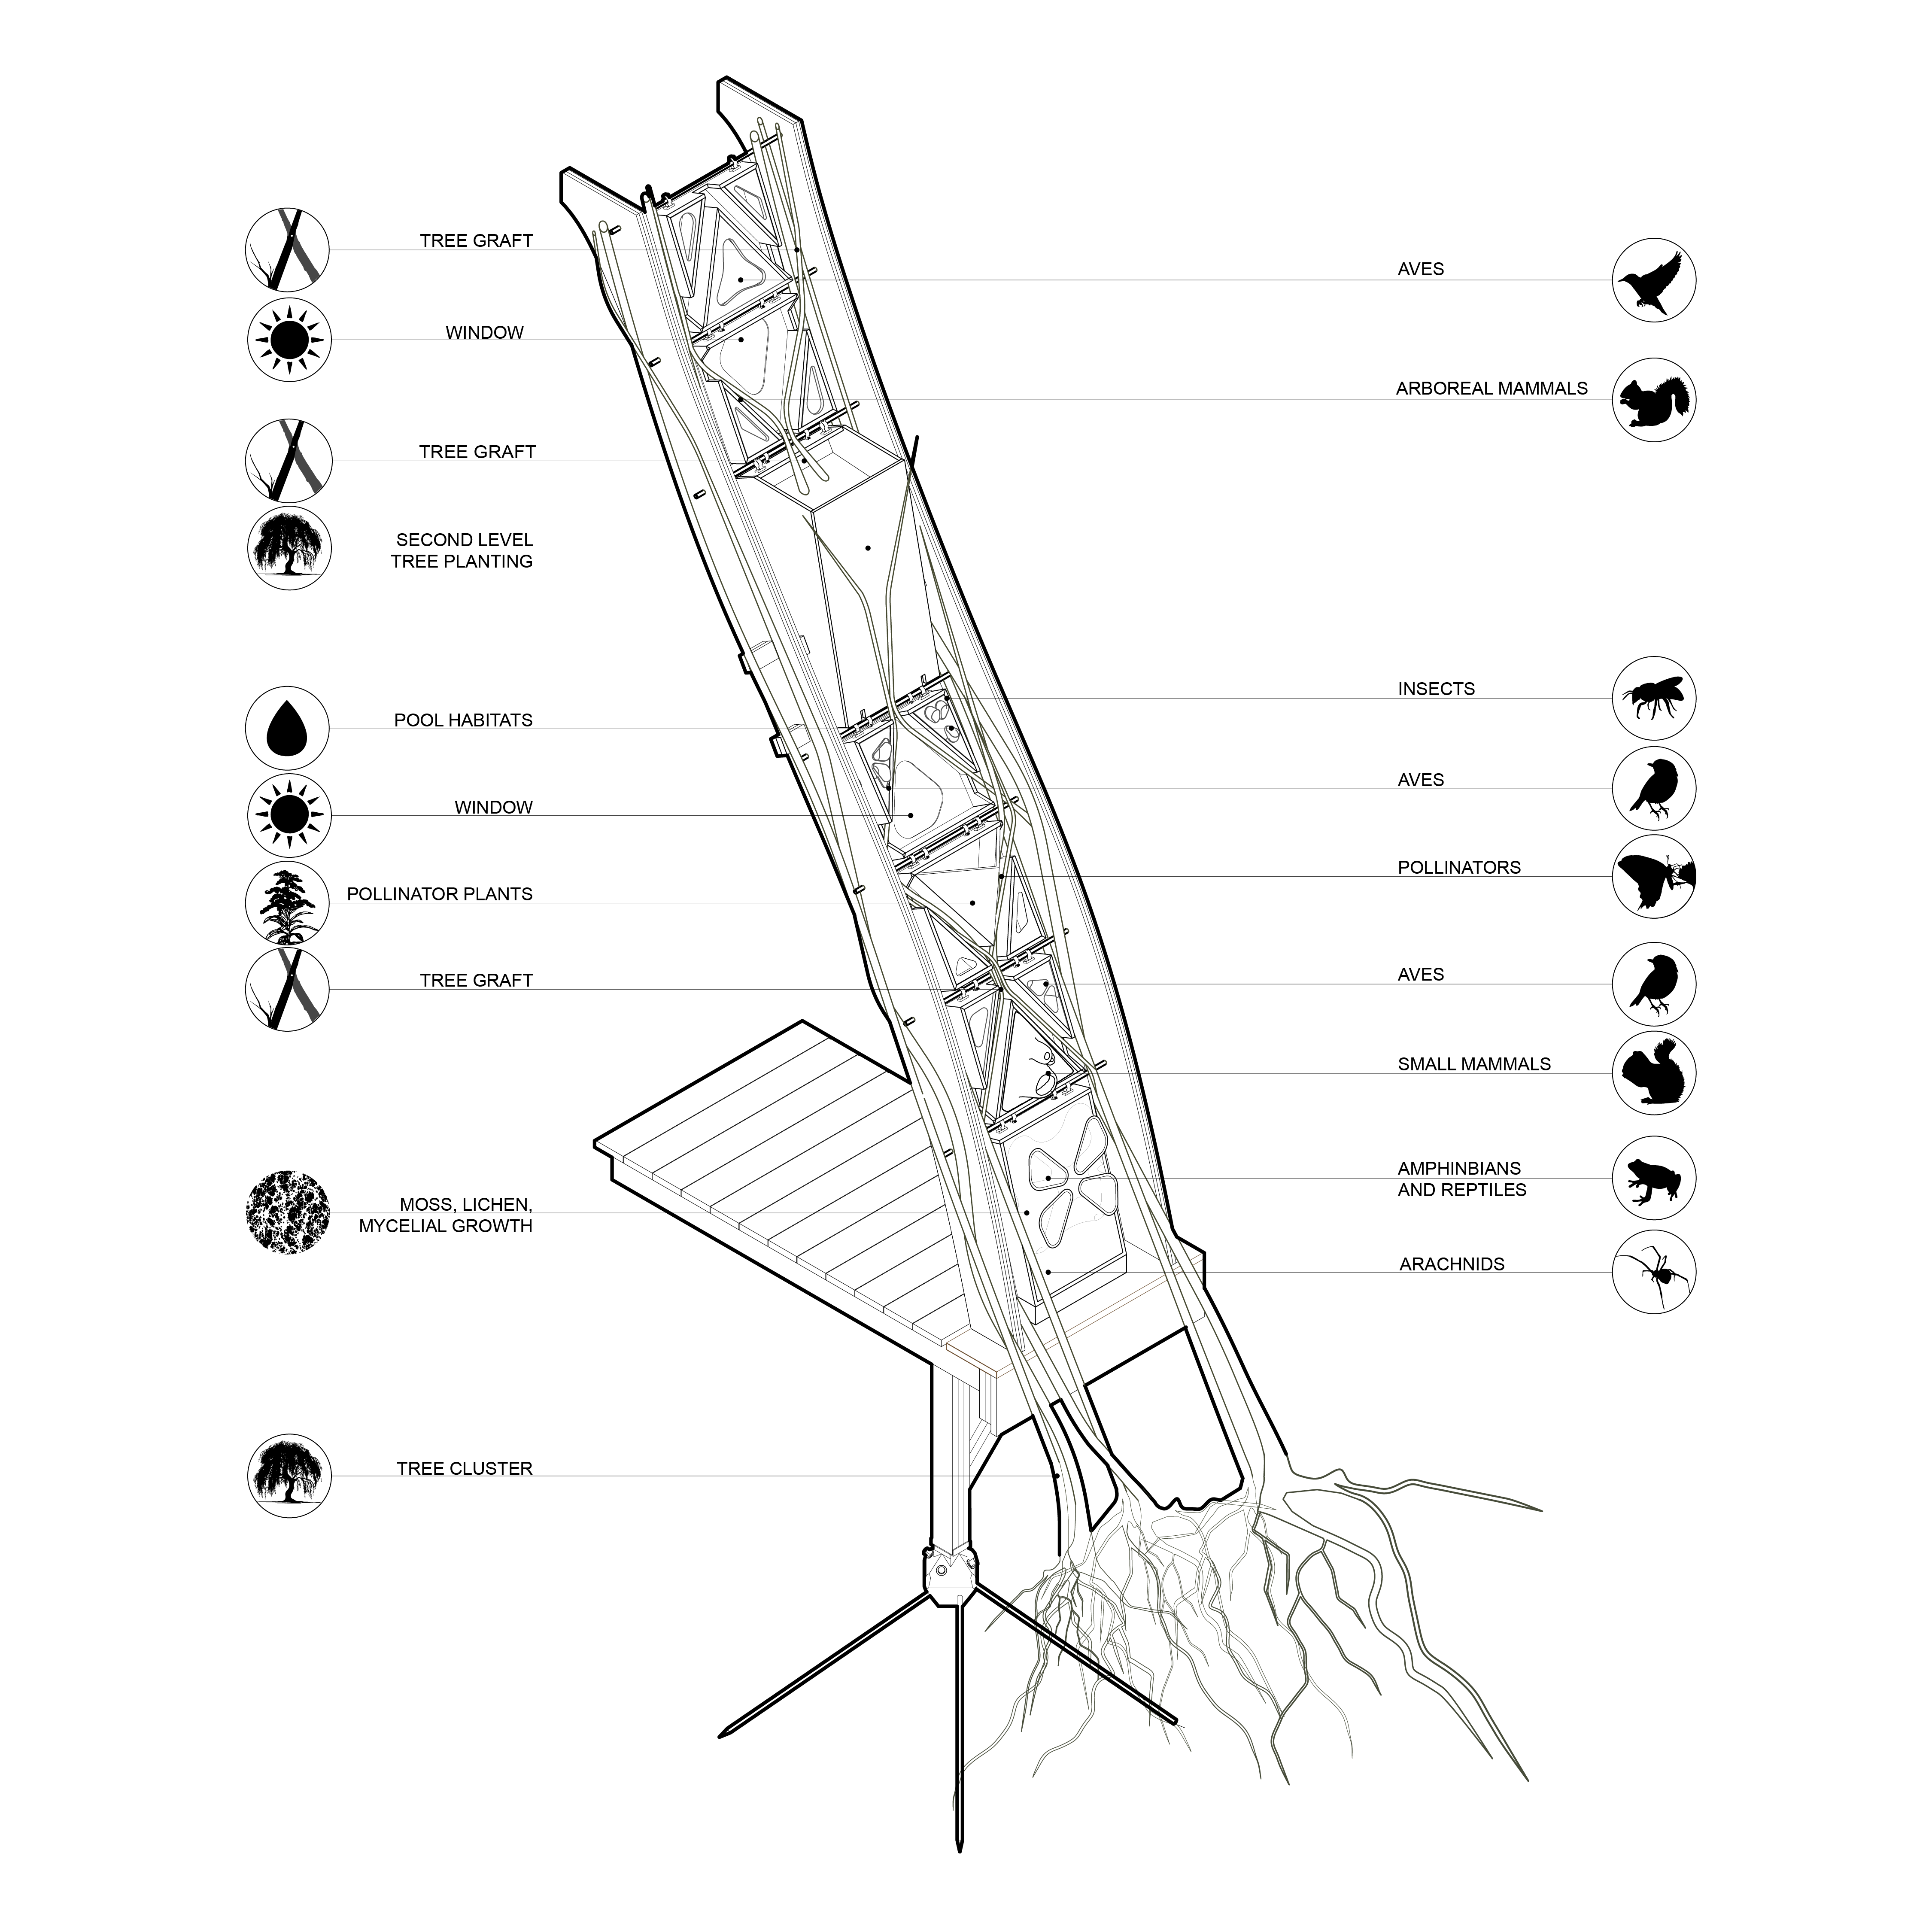 TREE GRAFT
WINDOW
TREE GRAFT
SECOND LEVEL
TREE PLANTING
POOL HABITATS
WINDOW
POLLINATOR PLANTS
TREE GRAFT
MOSS, LICHEN,
MYCELIAL GROWTH
TREE CLUSTER
AVES
ARBOREAL MAMMALS
INSECTS
AVES
POLLINATORS
AVES
SMALL MAMMALS
AMPHINBIANS
AND REPTILES
ARACHNIDS